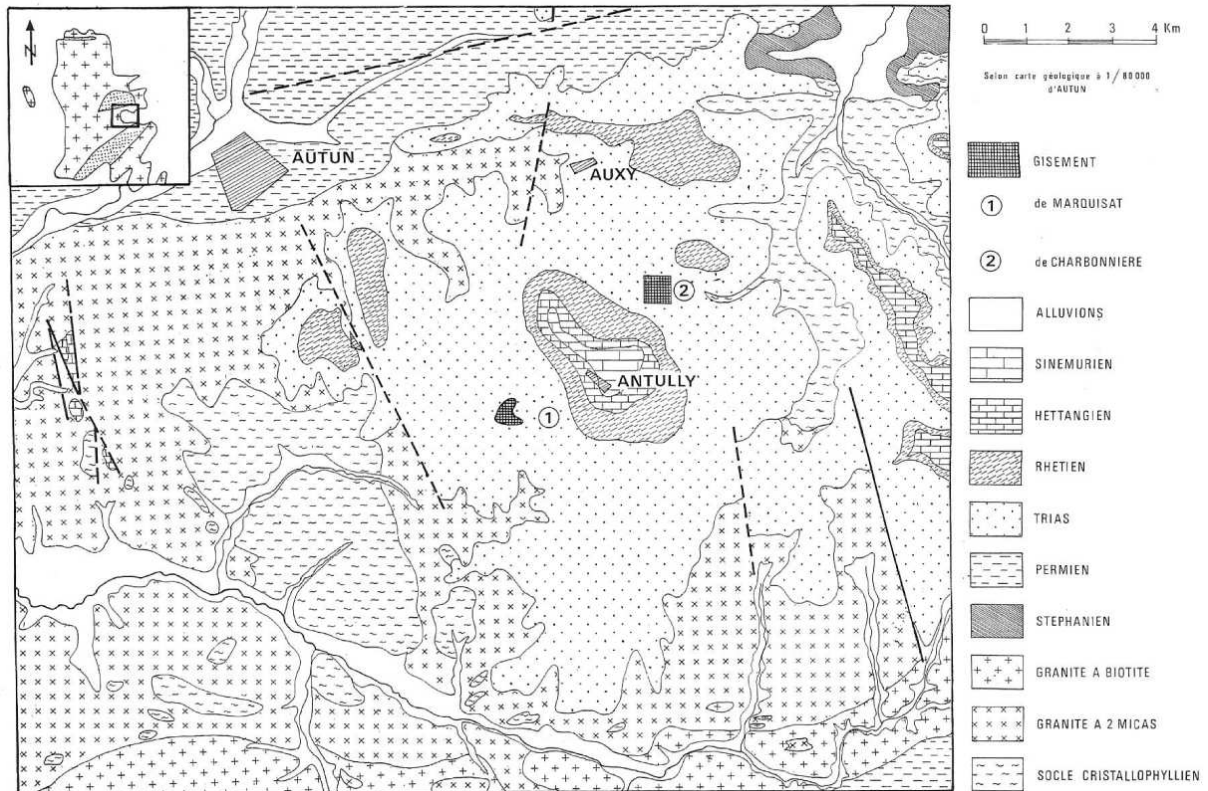 N
AUTUN
AUXY
2
ANTULLY
1
0 1 2 3 4 Km
Selon carte géologique à 1/80 000
d'AUTUN
GISEMENT
1 de MARQUISAT
2 de CHARBONNIERE
ALLUVIONS
SINEMURIEN
HETTANGIEN
RHETIEN
TRIAS
PERMIEN
STEPHANIEN
GRANITE A BIOTITE
GRANITE A 2 MICAS
SOCLE CRISTALLOPHYLLIEN